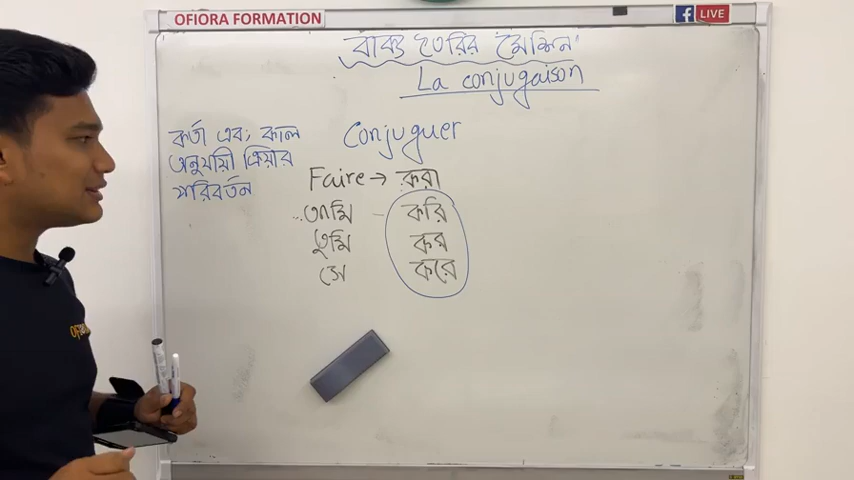 OFIORA FORMATION
f LIVE
বাক্য তৈরির "মেশিন"
La conjugaison
কর্তা এবং কাল
অনুযায়ী ক্রিয়ার
পরিবর্তন
Conjuguer
Faire → করা
আমি - করি
তুমি কর
সে করে